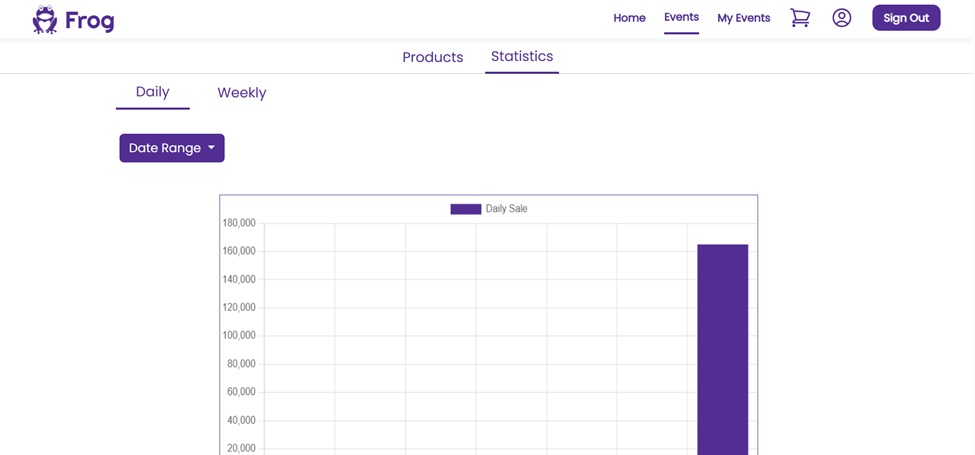 Frog
Home Events My Events Sign Out
Products Statistics
Daily Weekly
Date Range
Daily Sale
180,000
160,000
140,000
120,000
100,000
80,000
60,000
40,000
20,000